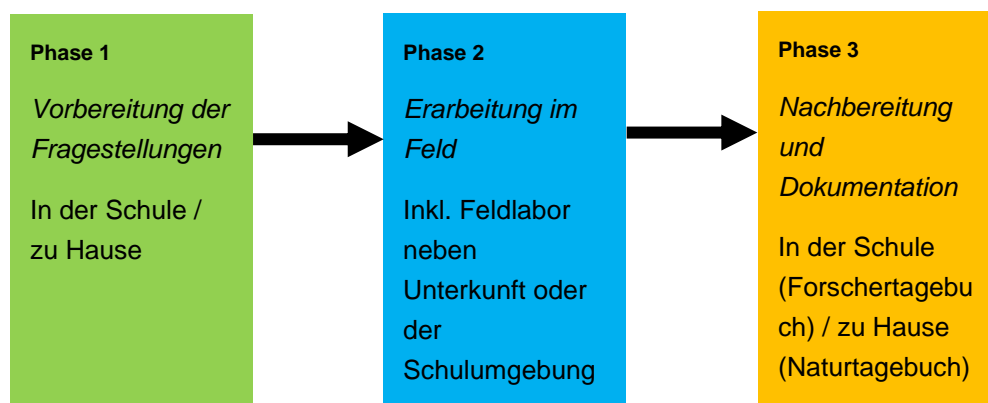 Phase 1
Vorbereitung der
Fragestellungen
In der Schule /
zu Hause
Phase 2
Erarbeitung im
Feld
Inkl. Feldlabor
neben
Unterkunft oder
der
Schulumgebung
Phase 3
Nachbereitung
und
Dokumentation
In der Schule
(Forschertagebu
ch) / zu Hause
(Naturtagebuch)